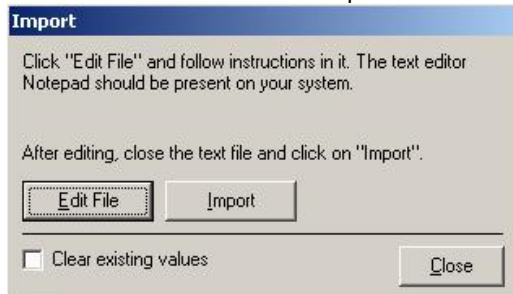 Import
Click "Edit File" and follow instructions in it. The text editor
Notepad should be present on your system.
After editing, close the text file and click on "Import".
Edit File
Import
Clear existing values
Close